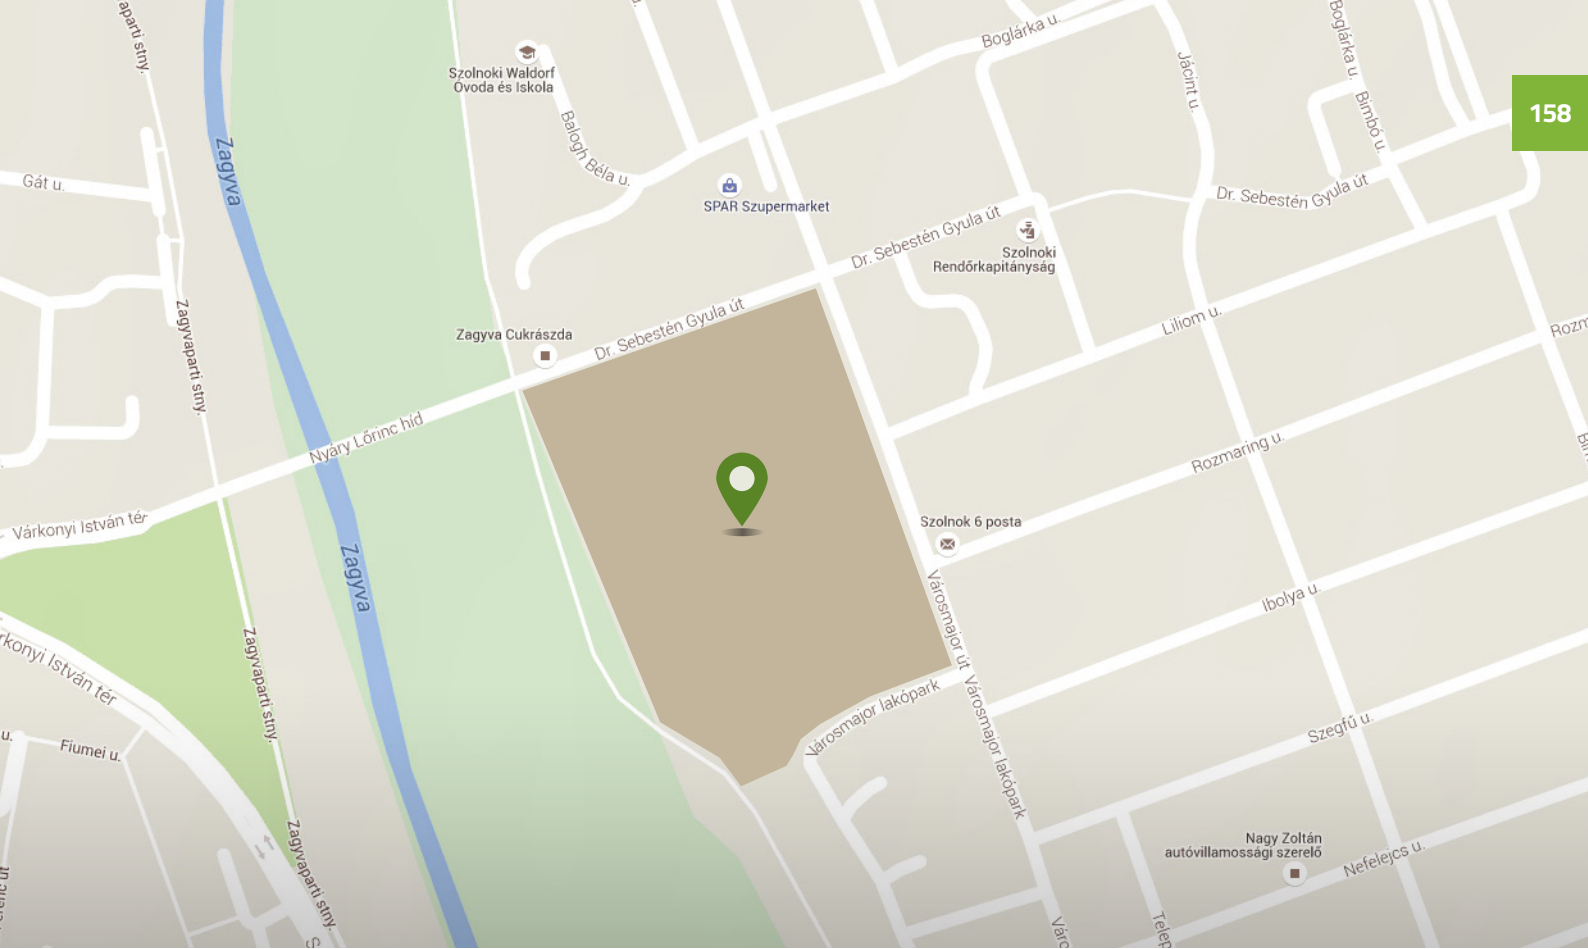 Boglárka u.
Boglárka u.
Szolnoki Waldorf
Óvoda és Iskola
Jácint u.
Bimbó u.
158
Balogh Béla u.
Zagyva
Gát u.
SPAR Szupermarket
Dr. Sebestén Gyula út
Dr. Sebestén Gyula út
Szolnoki
Rendőrkapitányság
Zagyvaparti stny.
Dr. Sebestén Gyula út
Liliom u.
Zagyva Cukrászda
Nyáry Lőrinc híd
Rozmaring u.
Várkonyi István tér
Szolnok 6 posta
Zagyva
Városmajor út
Ibolya u.
Zagyvaparti stny.
István tér
Városmajor lakópark
Városmajor lakópark
Szegfű u.
Fiumei u.
Zagyvaparti stny.
Nagy Zoltán
autóvillamossági szerelő
Nefelejcs u.